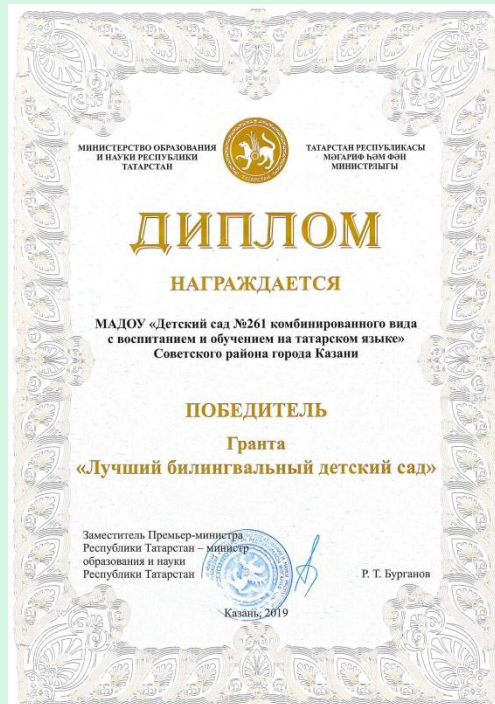 МИНИСТЕРСТВО ОБРАЗОВАНИЯ
И НАУКИ РЕСПУБЛИКИ
ТАТАРСТАН
ТАТАРСТАН РЕСПУБЛИКАСЫ
МӘГАРИФ ҺӘМ ФӘН
МИНИСТРЛЫГЫ
ТАТАРСТАН
ДИПЛОМ
НАГРАЖДАЕТСЯ
МАДОУ «Детский сад №261 комбинированного вида
с воспитанием и обучением на татарском языке»
Советского района города Казани
ПОБЕДИТЕЛЬ
Гранта
«Лучший билингвальный детский сад»
Заместитель Премьер-министра
Республики Татарстан – министр
образования и науки
Республики Татарстан
Р. Т. Бурганов
Казань, 2019